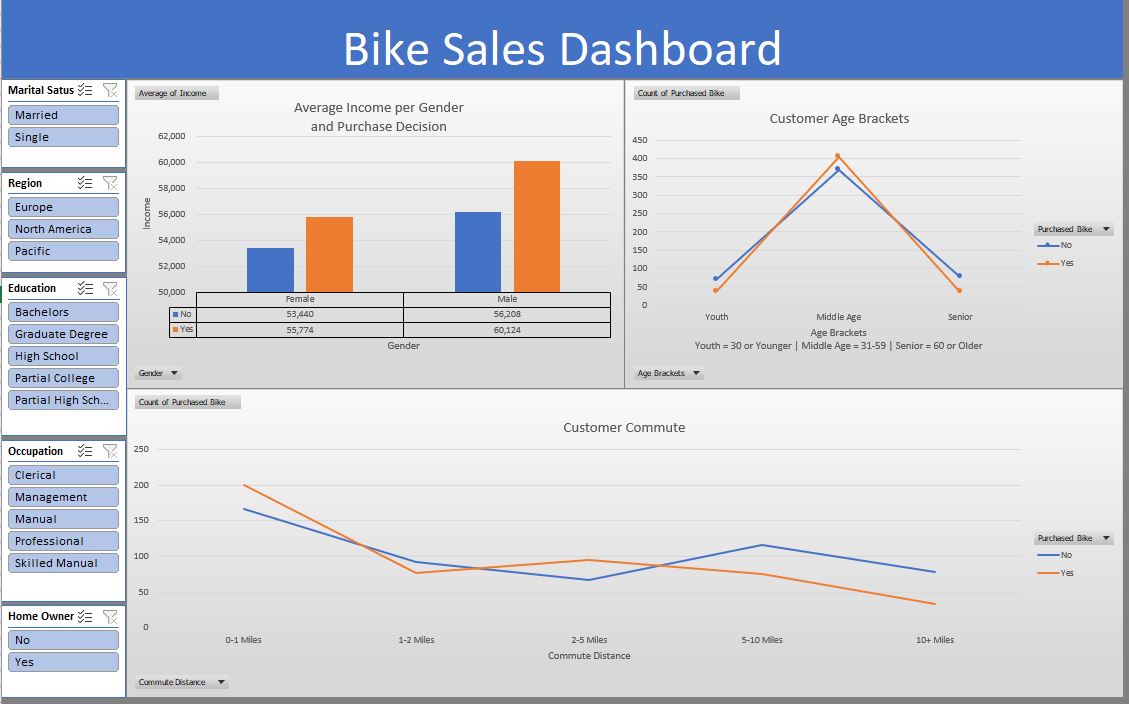 Bike Sales Dashboard
Marital Satus
Married
Single
Region
Europe
North America
Pacific
Education
Bachelors
Graduate Degree
High School
Partial College
Partial High Sch...
Occupation
Clerical
Management
Manual
Professional
Skilled Manual
Home Owner
No
Yes
Average of Income
Average Income per Gender
and Purchase Decision
62,000
60,000
58,000
56,000
54,000
52,000
50,000
Income
Female Male
No 53,440 56,208
Yes 55,774 60,124
Gender
Gender
Count of Purchased Bike
Customer Age Brackets
450
400
350
300
250
200
150
100
50
0
Youth Middle Age Senior
Age Brackets
Youth = 30 or Younger | Middle Age = 31-59 | Senior = 60 or Older
Purchased Bike
No
Yes
Age Brackets
Count of Purchased Bike
Customer Commute
250
200
150
100
50
0
0-1 Miles 1-2 Miles 2-5 Miles 5-10 Miles 10+ Miles
Commute Distance
Purchased Bike
No
Yes
Commute Distance